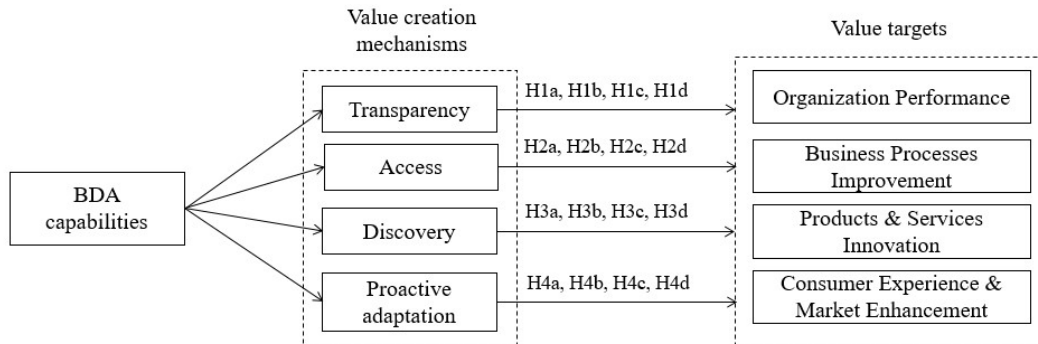 Value creation
mechanisms
Value targets
BDA
capabilities
Transparency
H1a, H1b, H1c, H1d
Organization Performance
Access
H2a, H2b, H2c, H2d
Business Processes
Improvement
Discovery
H3a, H3b, H3c, H3d
Products & Services
Innovation
Proactive
adaptation
H4a, H4b, H4c, H4d
Consumer Experience &
Market Enhancement